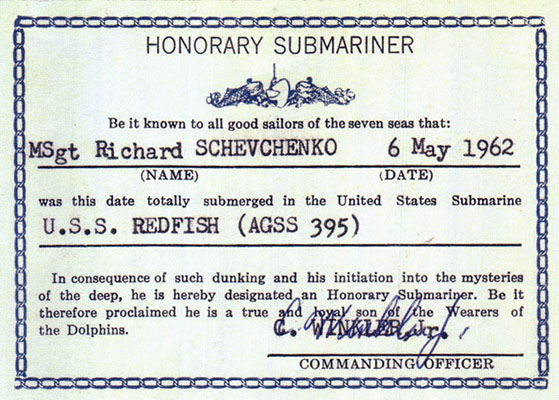 HONORARY SUBMARINER
Be it known to all good sailors of the seven seas that:
MSgt Richard SCHEVCHENKO 6 May 1962
(NAME) (DATE)
was this date totally submerged in the United States Submarine
U.S.S. REDFISH (AGSS 395)
In consequence of such dunking and his initiation into the mysteries
of the deep, he is hereby designated an Honorary Submariner. Be it
therefore proclaimed he is a true and loyal son of the Wearers of
the Dolphins.
C. WINKLER, Jr.
COMMANDING OFFICER